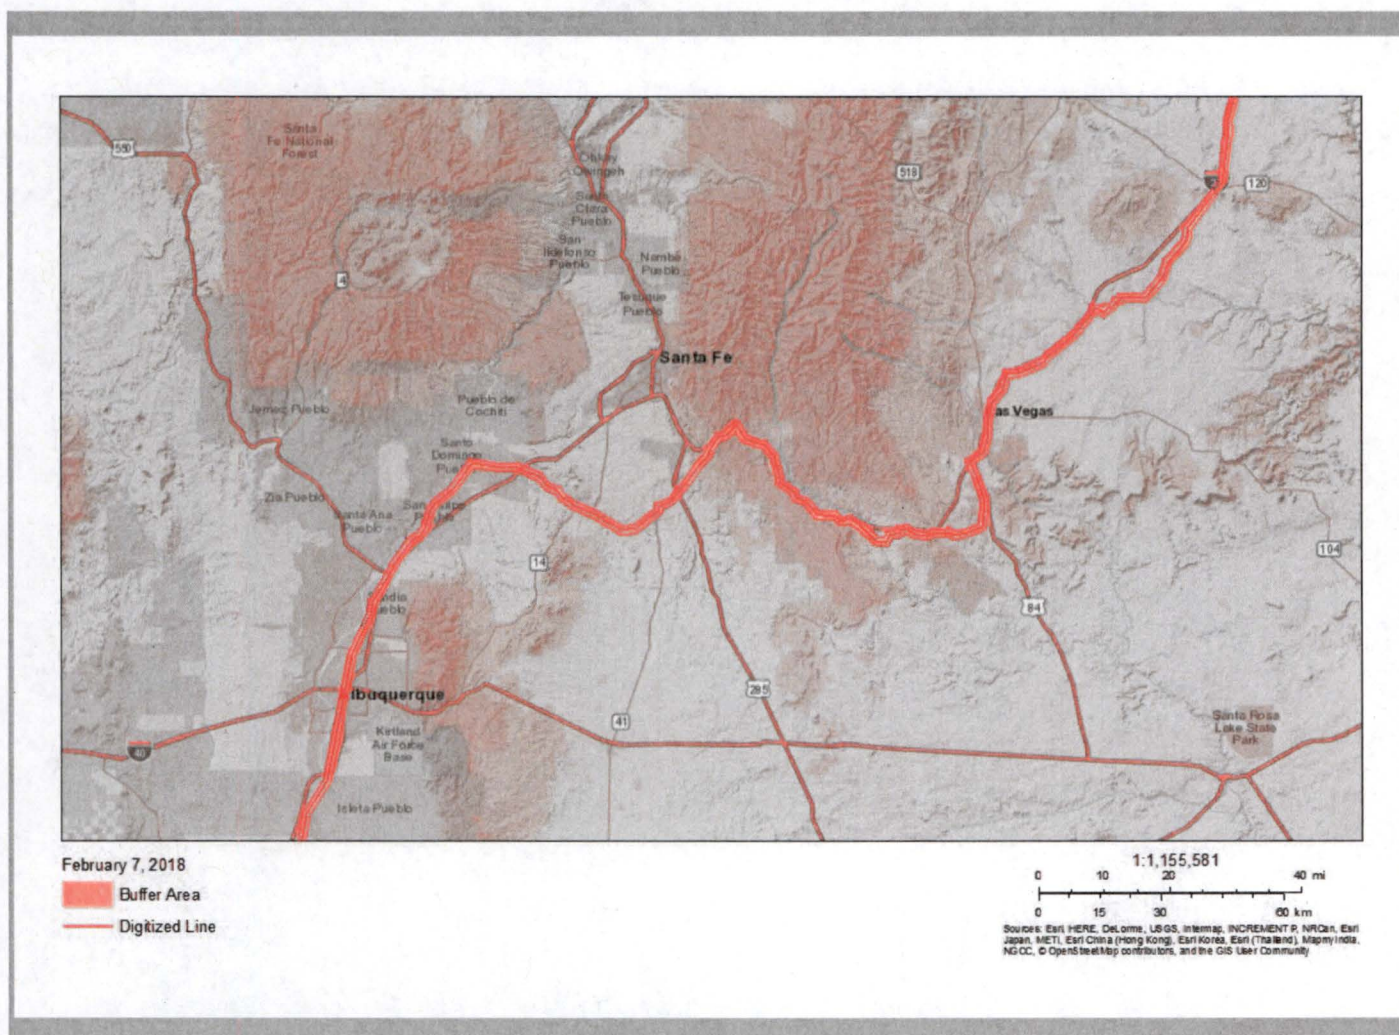 Santa
Fe National
Forest
550
Ohkay
Owingeh
518
120
Clara
Pueblo
San
Ildefonso
Pueblo
Nambe
Pueblo
4
Tesuque
Pueblo
Santa Fe
Jemez Pueblo
Pueblo de
Cochiti
as Vegas
Santo
Domingo
Zia Pueblo
Santa Ana
Pueblo
San
14
104
84
ibuquerque
285
41
40
Kirtland
Air Force
Base
Santa Rosa
Lake State
Park
Isleta Pueblo
February 7, 2018
Buffer Area
Digitized Line
1:1,155,581
0 10 20 40 mi
0 15 30 60 km
Sources: Esri, HERE, DeLorme, USGS, Intermap, INCREMENT P, NRCan, Esri
Japan, METI, Esri China (Hong Kong), Esri Korea, Esri (Thailand), MapmyIndia,
NGCC, © OpenStreetMap contributors, and the GIS User Community